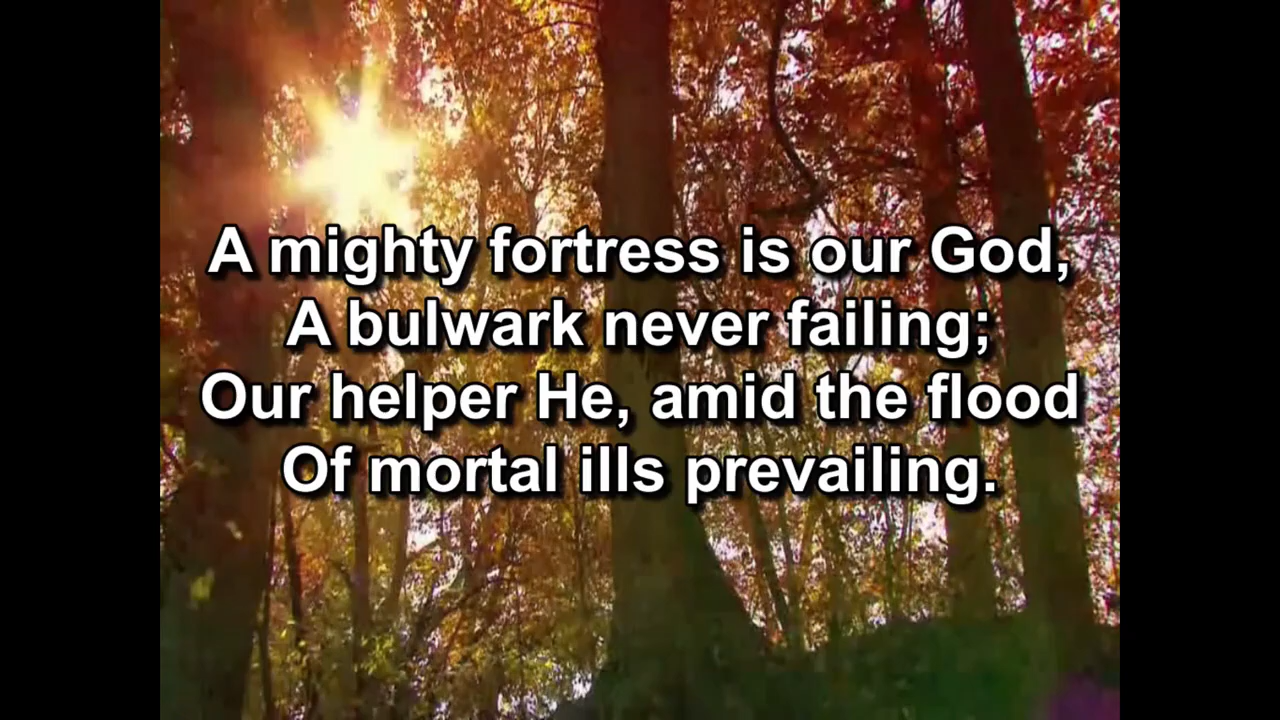 A mighty fortress is our God,
A bulwark never failing;
Our helper He, amid the flood
Of mortal ills prevailing.